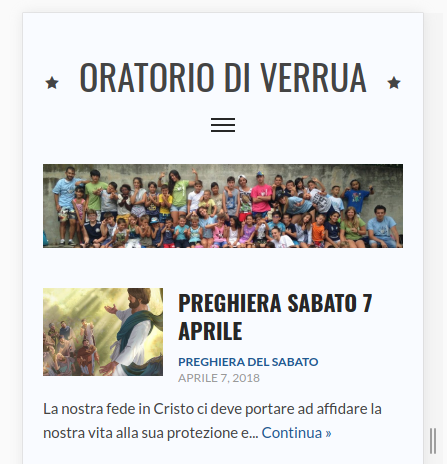 ORATORIO DI VERRUA
PREGHIERA SABATO 7
APRILE
PREGHIERA DEL SABATO
APRILE 7, 2018
La nostra fede in Cristo ci deve portare ad affidare la
nostra vita alla sua protezione e... Continua »